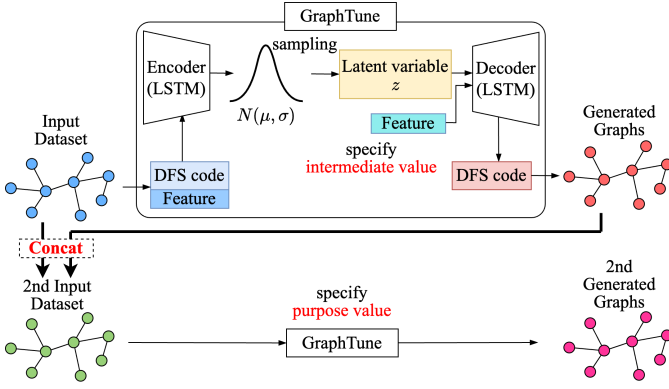 GraphTune
Encoder
(LSTM)
sampling
N(μ, σ)
Latent variable
z
Decoder
(LSTM)
Feature
specify
intermediate value
Input
Dataset
DFS code
Feature
DFS code
Generated
Graphs
Concat
2nd Input
Dataset
specify
purpose value
GraphTune
2nd
Generated
Graphs